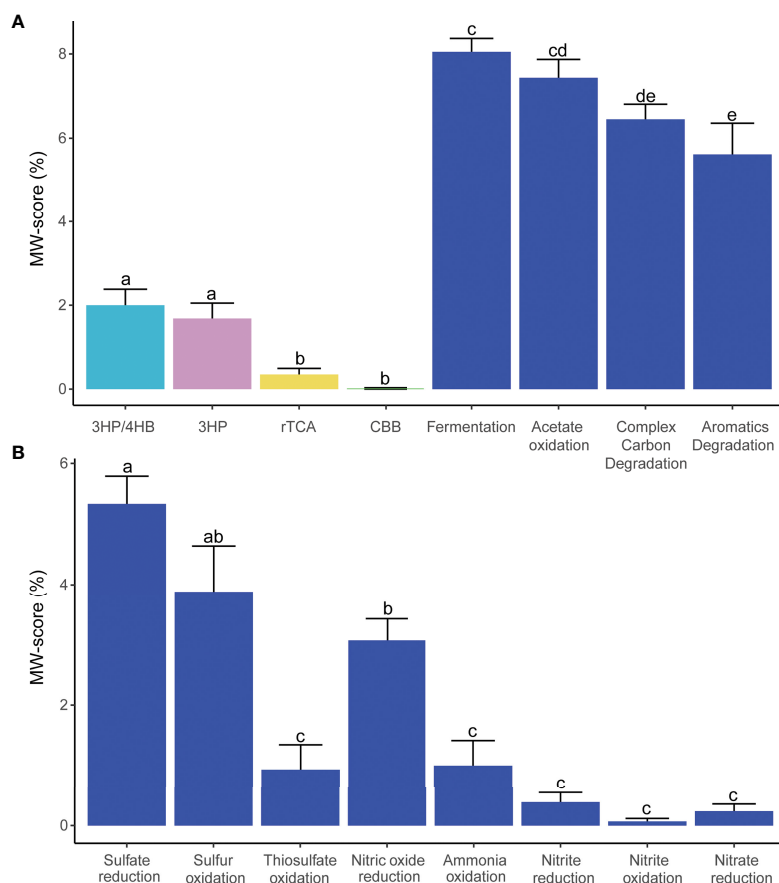 A
MW-score (%)
8
6
4
2
0
a
a
b
b
c
cd
de
e
3HP/4HB
3HP
rTCA
CBB
Fermentation
Acetate
oxidation
Complex
Carbon
Degradation
Aromatics
Degradation
B
MW-score (%)
6
4
2
0
a
ab
c
b
c
c
c
c
Sulfate
reduction
Sulfur
oxidation
Thiosulfate
oxidation
Nitric oxide
reduction
Ammonia
oxidation
Nitrite
reduction
Nitrite
oxidation
Nitrate
reduction